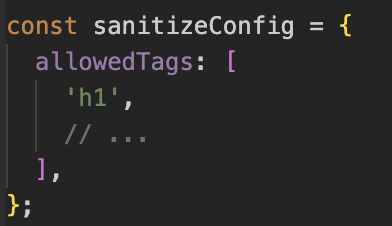 const sanitizeConfig = {
  allowedTags: [
    'h1',
    // ...
  ],
};